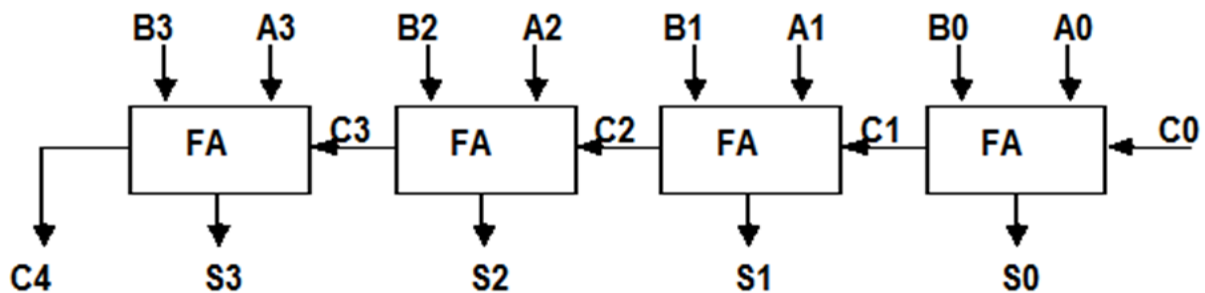 B3 A3 B2 A2 B1 A1 B0 A0
FA C3 FA C2 FA C1 FA C0
C4 S3 S2 S1 S0